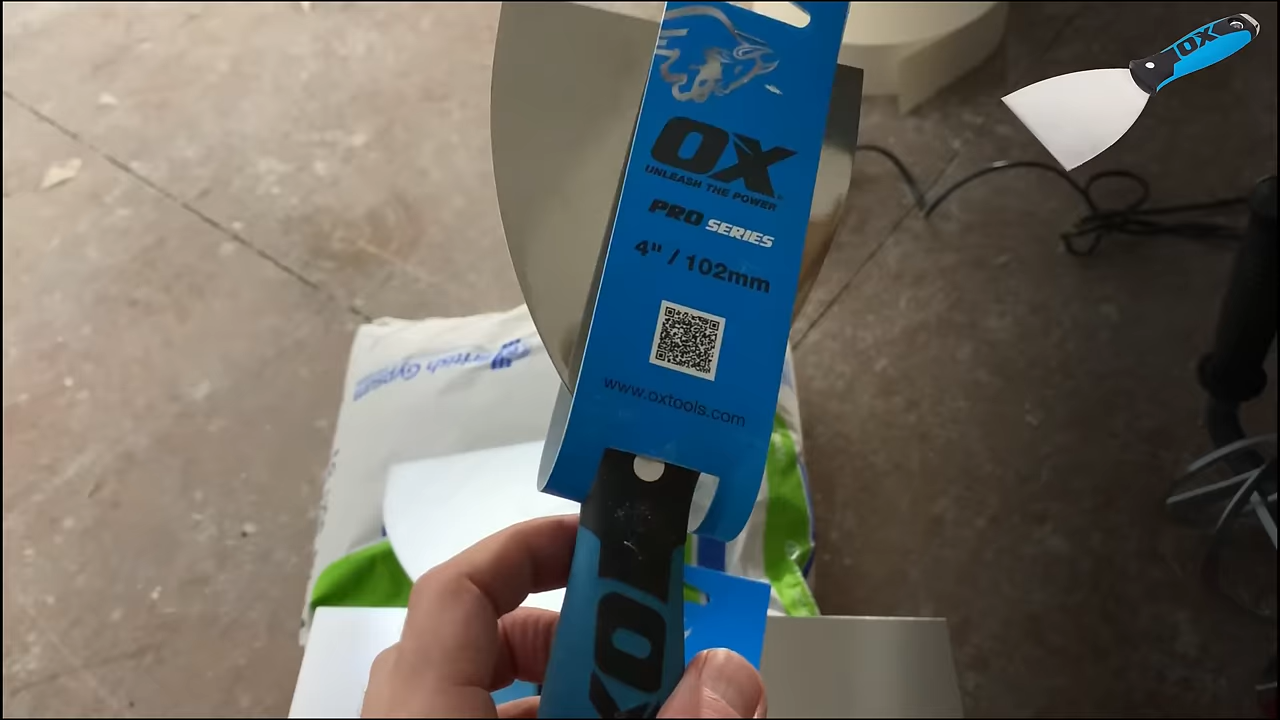 OX
OX
UNLEASH THE POWER
PRO SERIES
4" / 102mm
www.oxtools.com
OX